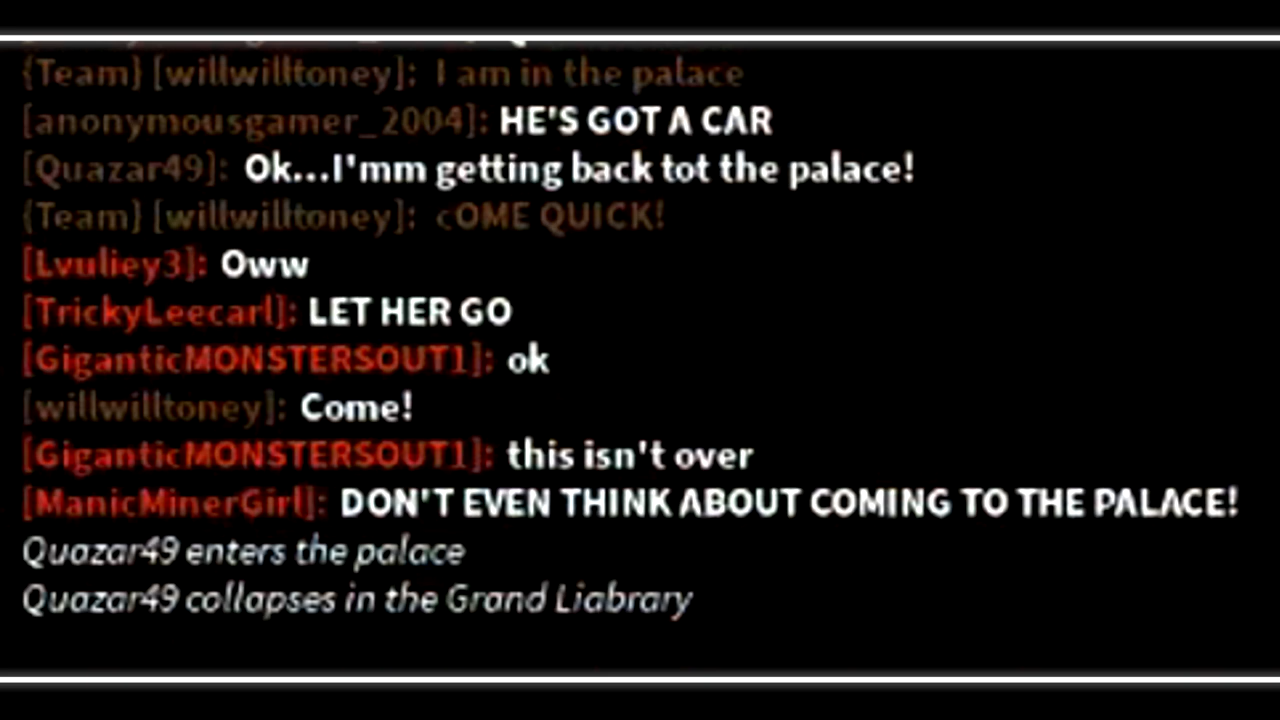 {Team} [willwilltoney]: I am in the palace
[anonymousgamer_2004]: HE'S GOT A CAR
[Quazar49]: Ok...I'mm getting back tot the palace!
{Team} [willwilltoney]: cOME QUICK!
[Lvuliey3]: Oww
[TrickyLeecarl]: LET HER GO
[GiganticMONSTERSOUT1]: ok
[willwilltoney]: Come!
[GiganticMONSTERSOUT1]: this isn't over
[ManicMinerGirl]: DON'T EVEN THINK ABOUT COMING TO THE PALACE!
Quazar49 enters the palace
Quazar49 collapses in the Grand Liabrary